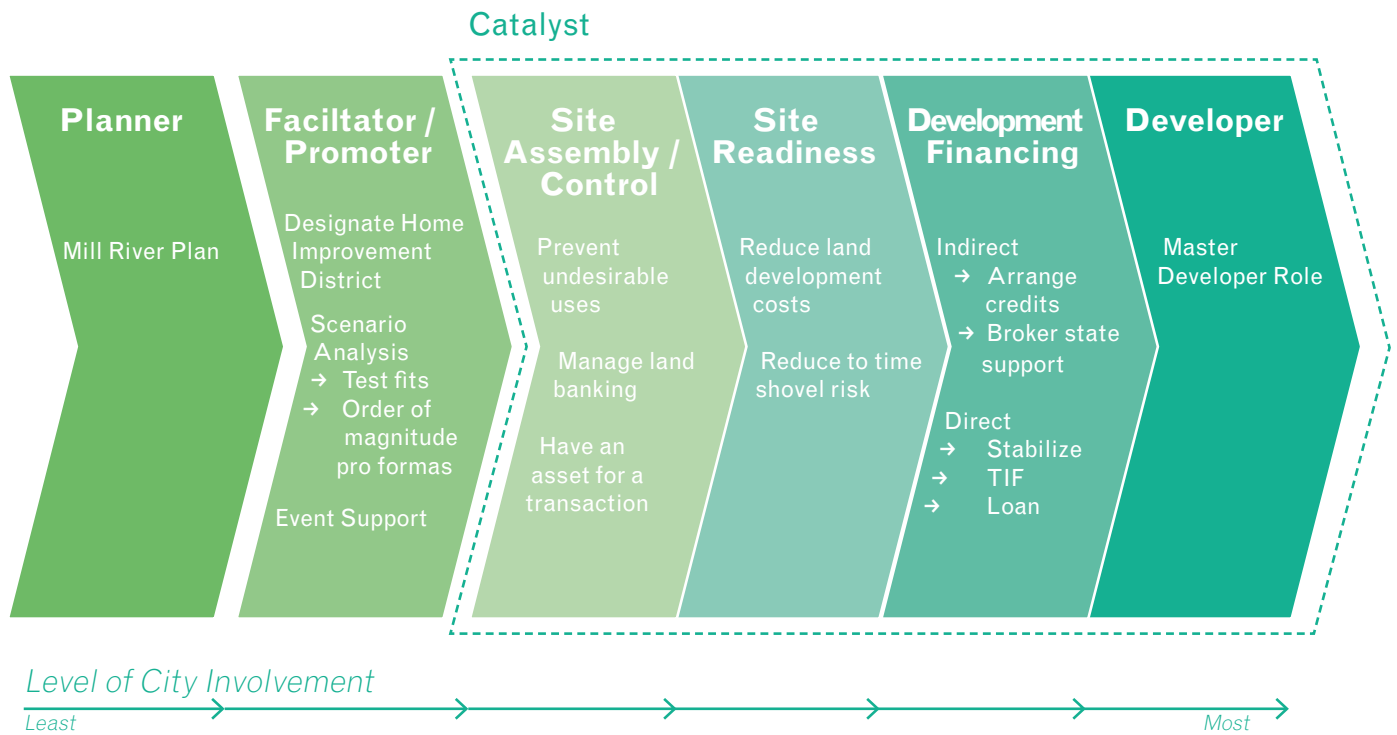 Catalyst
Planner
Mill River Plan
Faciltator /
Promoter
Designate Home
Improvement
District
Scenario
Analysis
→ Test fits
→ Order of
magnitude
pro formas
Event Support
Site
Assembly /
Control
Prevent
undesirable
uses
Manage land
banking
Have an
asset for a
transaction
Site
Readiness
Reduce land
development
costs
Reduce to time
shovel risk
Development
Financing
Indirect
→ Arrange
credits
→ Broker state
support
Direct
→ Stabilize
→ TIF
→ Loan
Developer
Master
Developer Role
Level of City Involvement
Least
Most